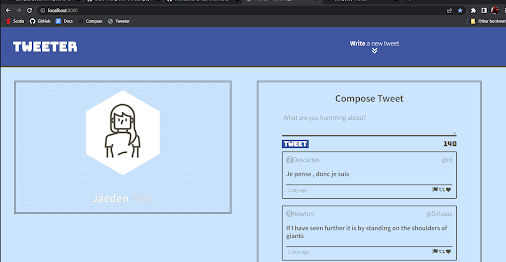 localhost:8080
Scotia
GitHub
Docs
Compass
Tweeter
Other bookmarks
TWEETER
Write a new tweet
Jaeden
Compose Tweet
What are you humming about?
TWEET 140
Descartes @rd
Je pense , donc je suis
1 day ago
Newton @SirIsaac
If I have seen further it is by standing on the shoulders of
giants
2 days ago